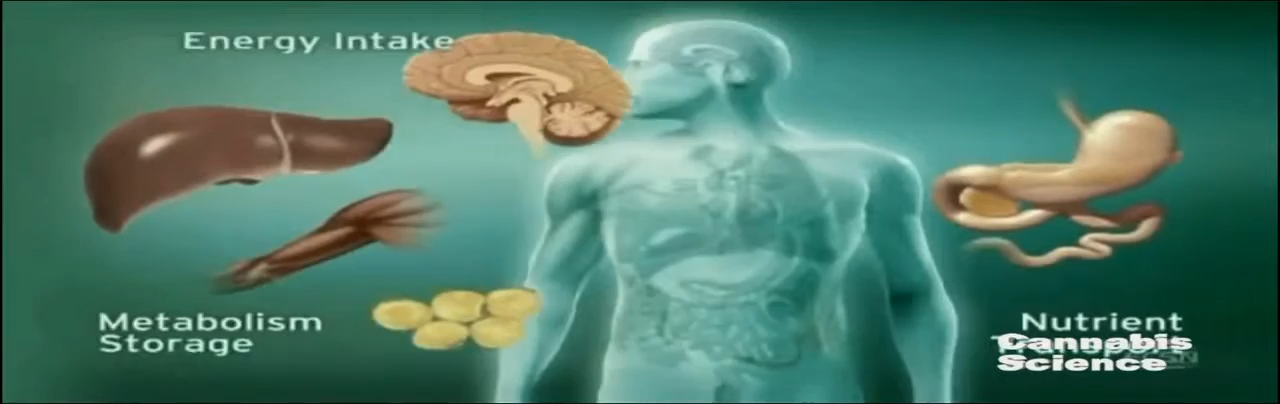 Energy Intake
Metabolism
Storage
Nutrient
Cannabis
Science